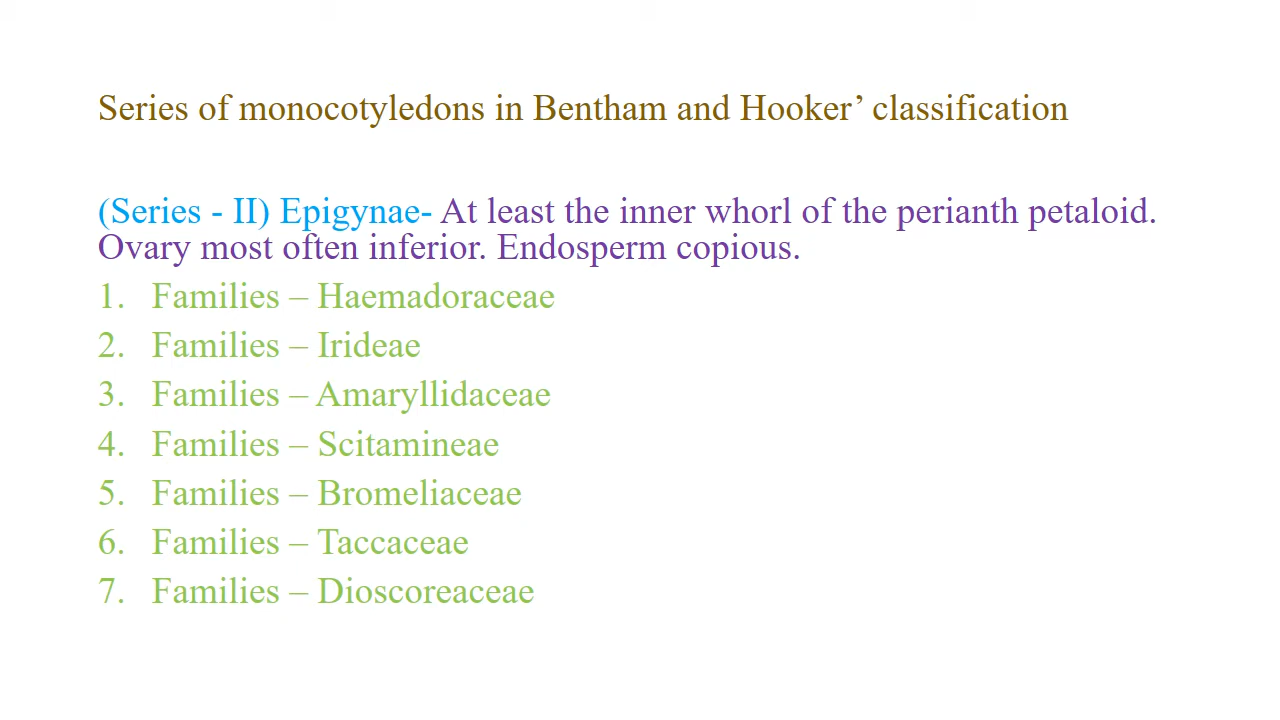 Series of monocotyledons in Bentham and Hooker’ classification
(Series - II) Epigynae- At least the inner whorl of the perianth petaloid.
Ovary most often inferior. Endosperm copious.
1. Families – Haemadoraceae
2. Families – Irideae
3. Families – Amaryllidaceae
4. Families – Scitamineae
5. Families – Bromeliaceae
6. Families – Taccaceae
7. Families – Dioscoreaceae